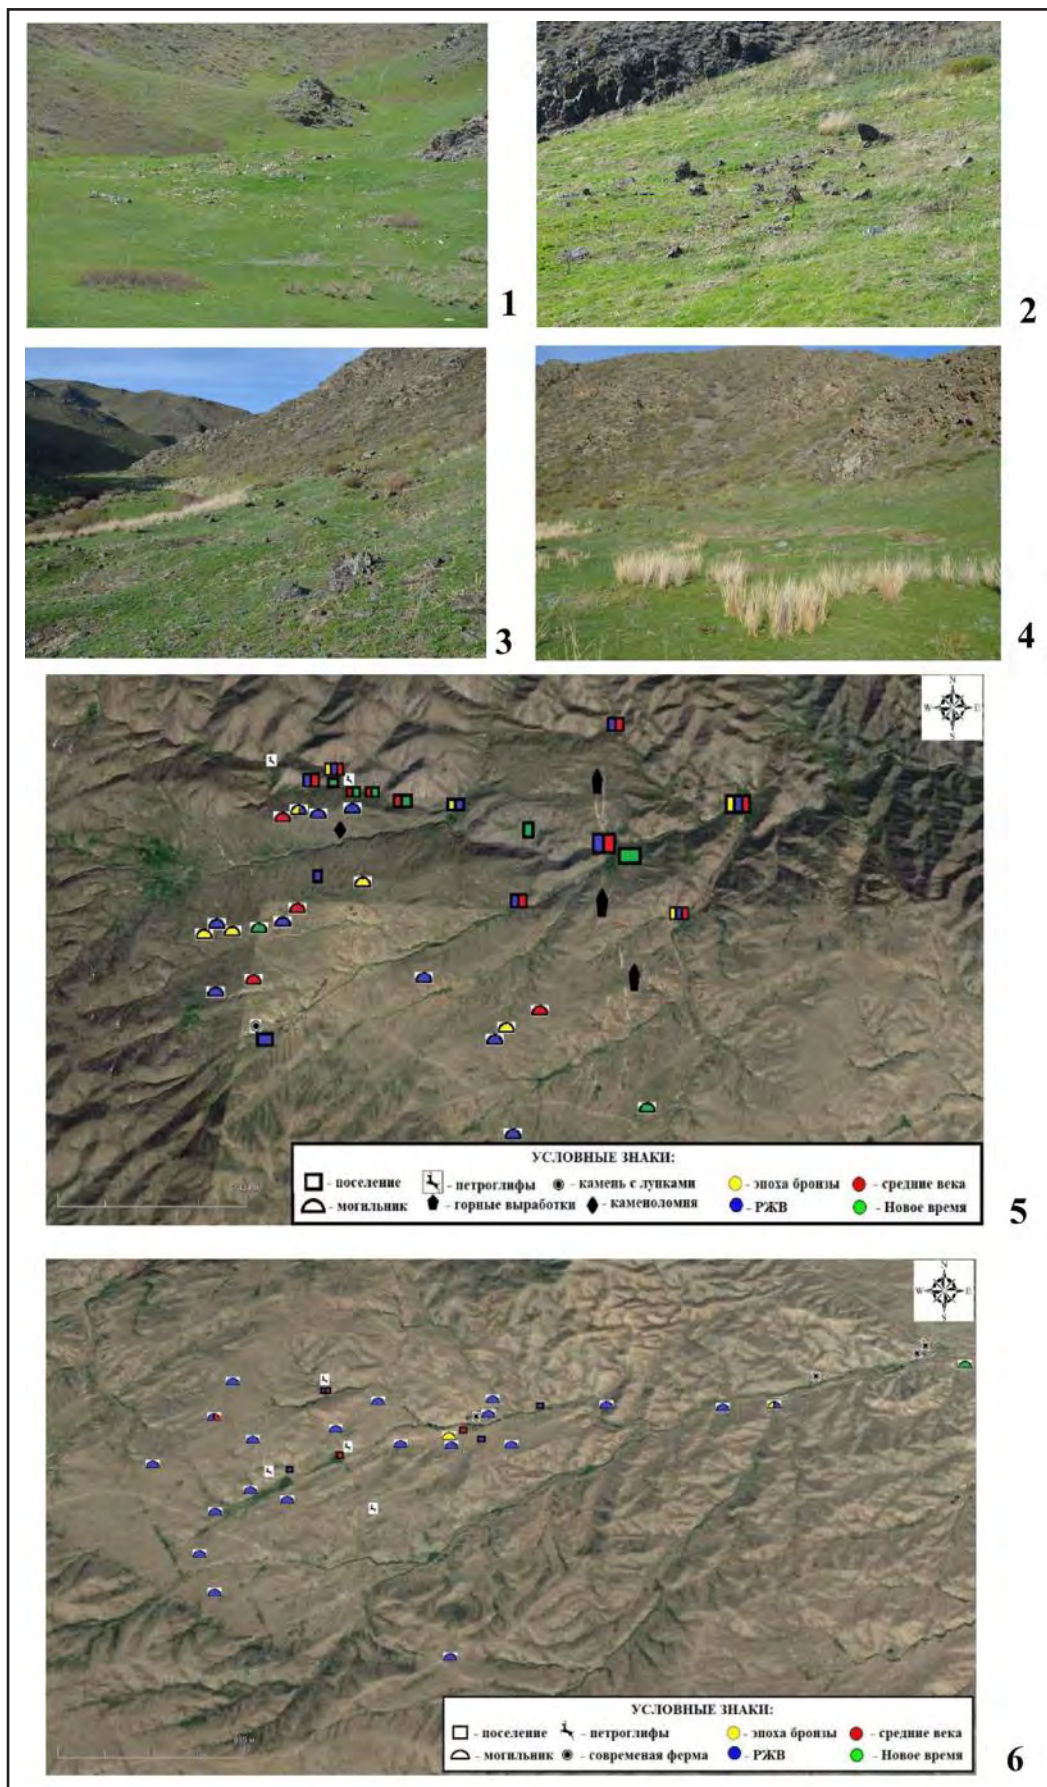 1
2
3
4
N
W E
S
УСЛОВНЫЕ ЗНАКИ:
- поселение - петроглифы - камень с лунками - эпоха бронзы - средние века
- могильник - горные выработки - каменоломня - РЖВ - Новое время
5
N
W E
S
УСЛОВНЫЕ ЗНАКИ:
- поселение - петроглифы - эпоха бронзы - средние века
- могильник - современая ферма - РЖВ - Новое время
6